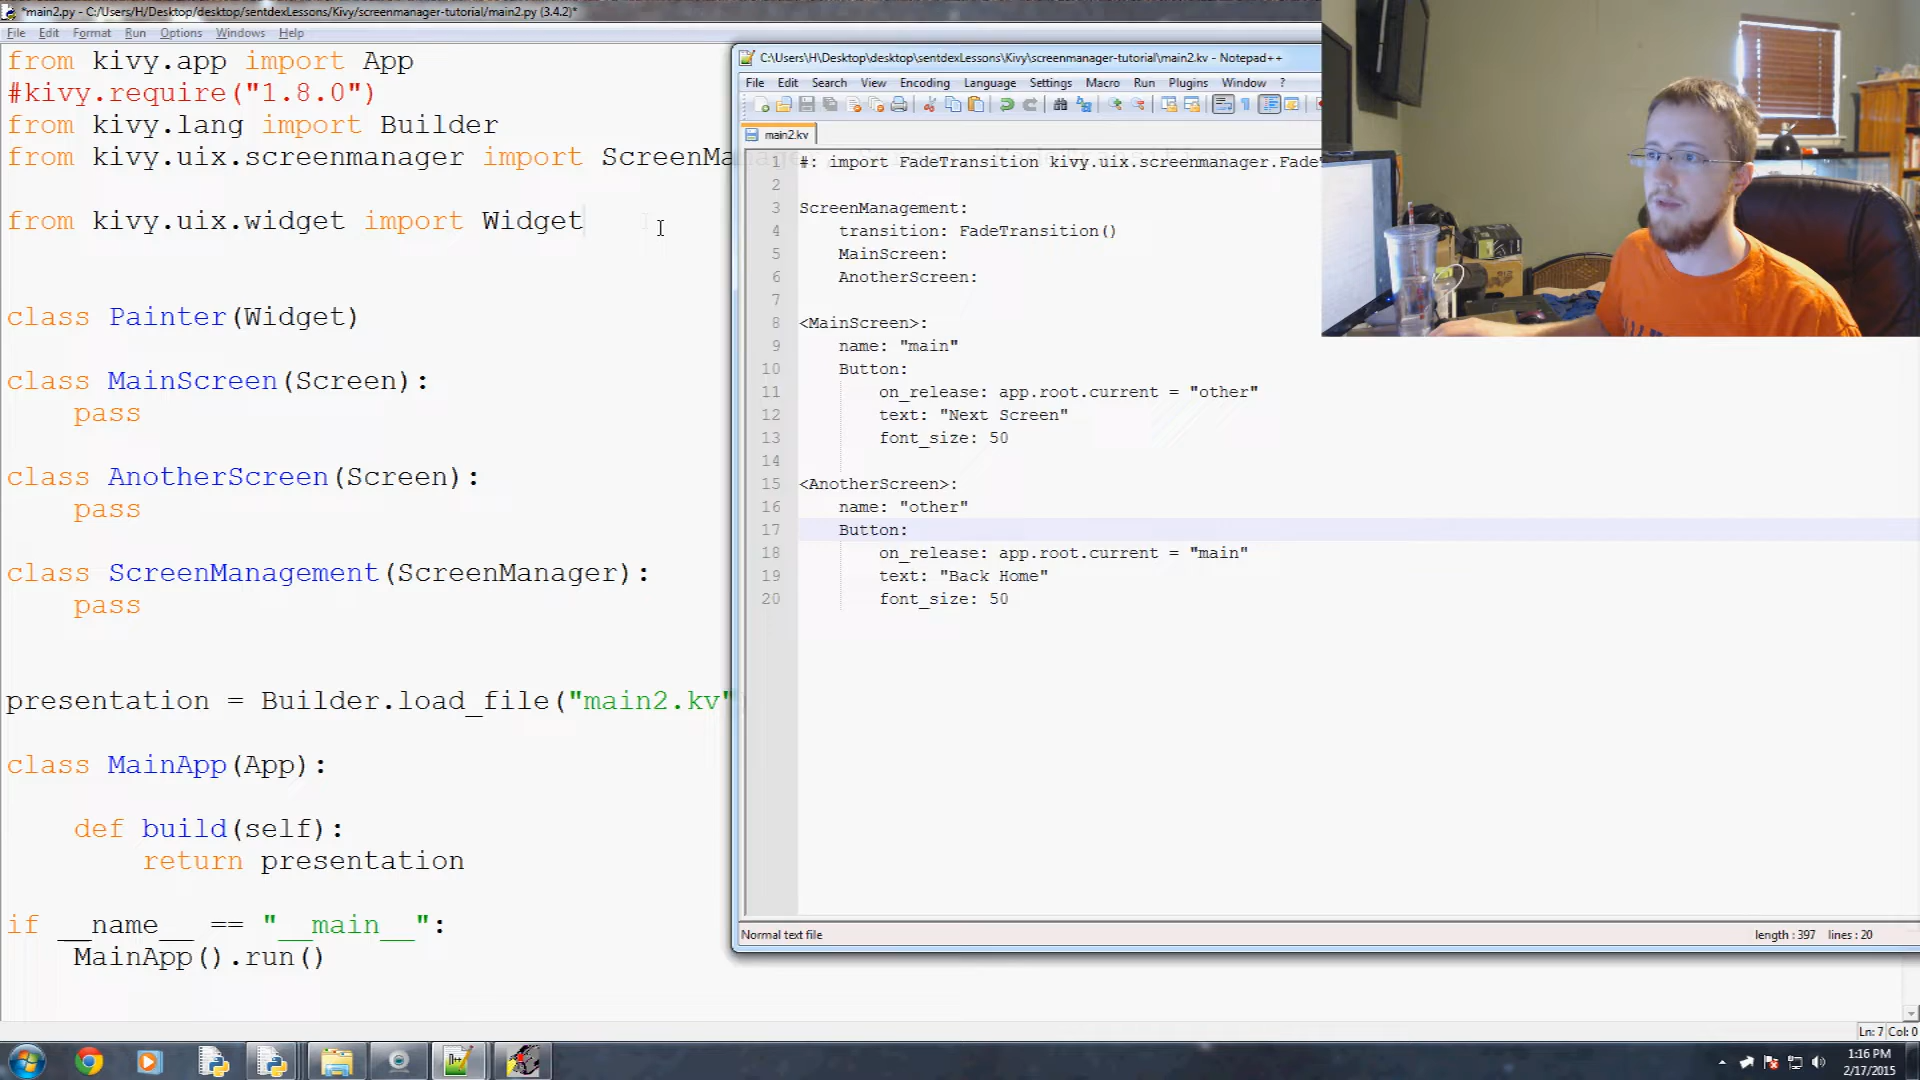 *main2.py - C:/Users/H/Desktop/desktop/sentdexLessons/Kivy/screenmanager-tutorial/main2.py (3.4.2)*
File Edit Format Run Options Windows Help
from kivy.app import App
#kivy.require("1.8.0")
from kivy.lang import Builder
from kivy.uix.screenmanager import ScreenMa
from kivy.uix.widget import Widget
class Painter(Widget)
class MainScreen(Screen):
pass
class AnotherScreen(Screen):
pass
class ScreenManagement(ScreenManager):
pass
presentation = Builder.load_file("main2.kv"
class MainApp(App):
def build(self):
return presentation
if __name__ == "__main__":
MainApp().run()
C:\Users\H\Desktop\desktop\sentdexLessons\Kivy\screenmanager-tutorial\main2.kv - Notepad++
File Edit Search View Encoding Language Settings Macro Run Plugins Window ?
main2.kv
1 #: import FadeTransition kivy.uix.screenmanager.Fade
2
3 ScreenManagement:
4 transition: FadeTransition()
5 MainScreen:
6 AnotherScreen:
7
8 <MainScreen>:
9 name: "main"
10 Button:
11 on_release: app.root.current = "other"
12 text: "Next Screen"
13 font_size: 50
14
15 <AnotherScreen>:
16 name: "other"
17 Button:
18 on_release: app.root.current = "main"
19 text: "Back Home"
20 font_size: 50
Normal text file length : 397 lines : 20
Ln: 7 Col: 0
1:16 PM
2/17/2015